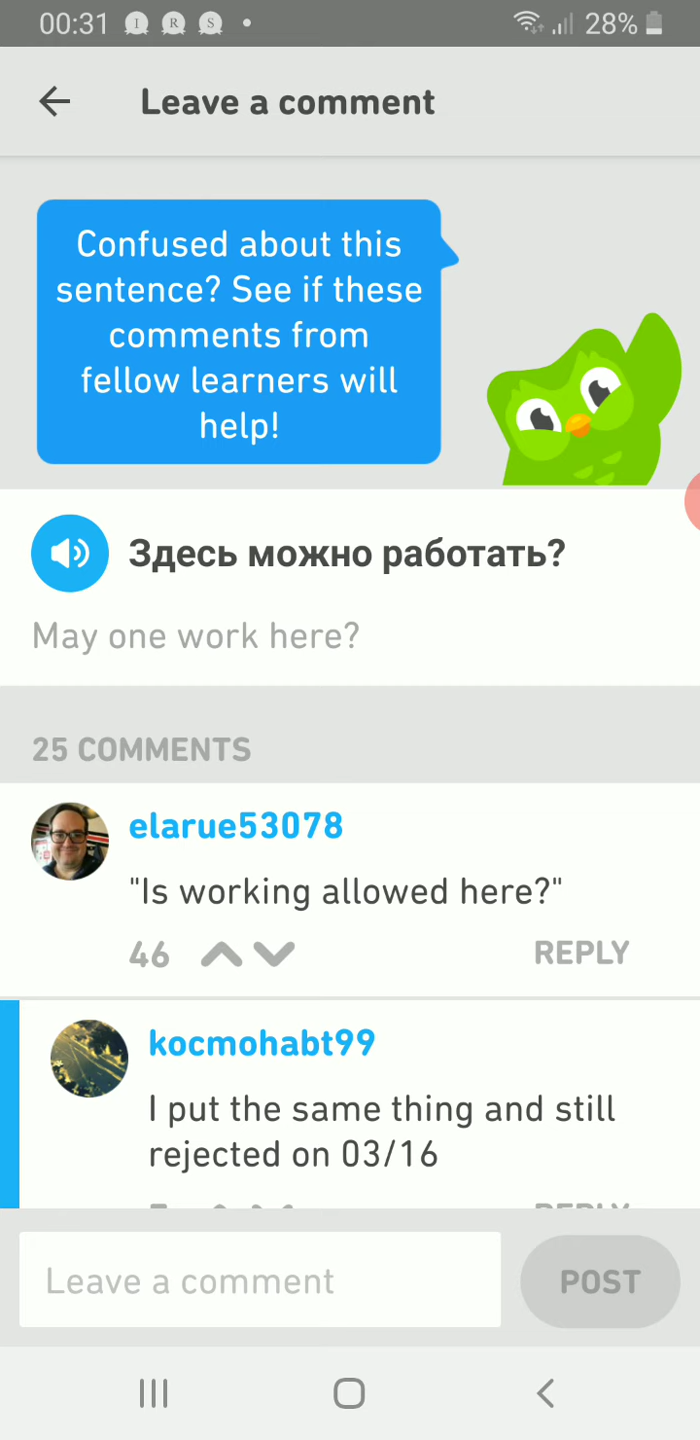 00:31 I R S • 28%
Leave a comment
Confused about this
sentence? See if these
comments from
fellow learners will
help!
Здесь можно работать?
May one work here?
25 COMMENTS
elarue53078
"Is working allowed here?"
46 REPLY
kocmohabt99
I put the same thing and still
rejected on 03/16
REPLY
Leave a comment POST